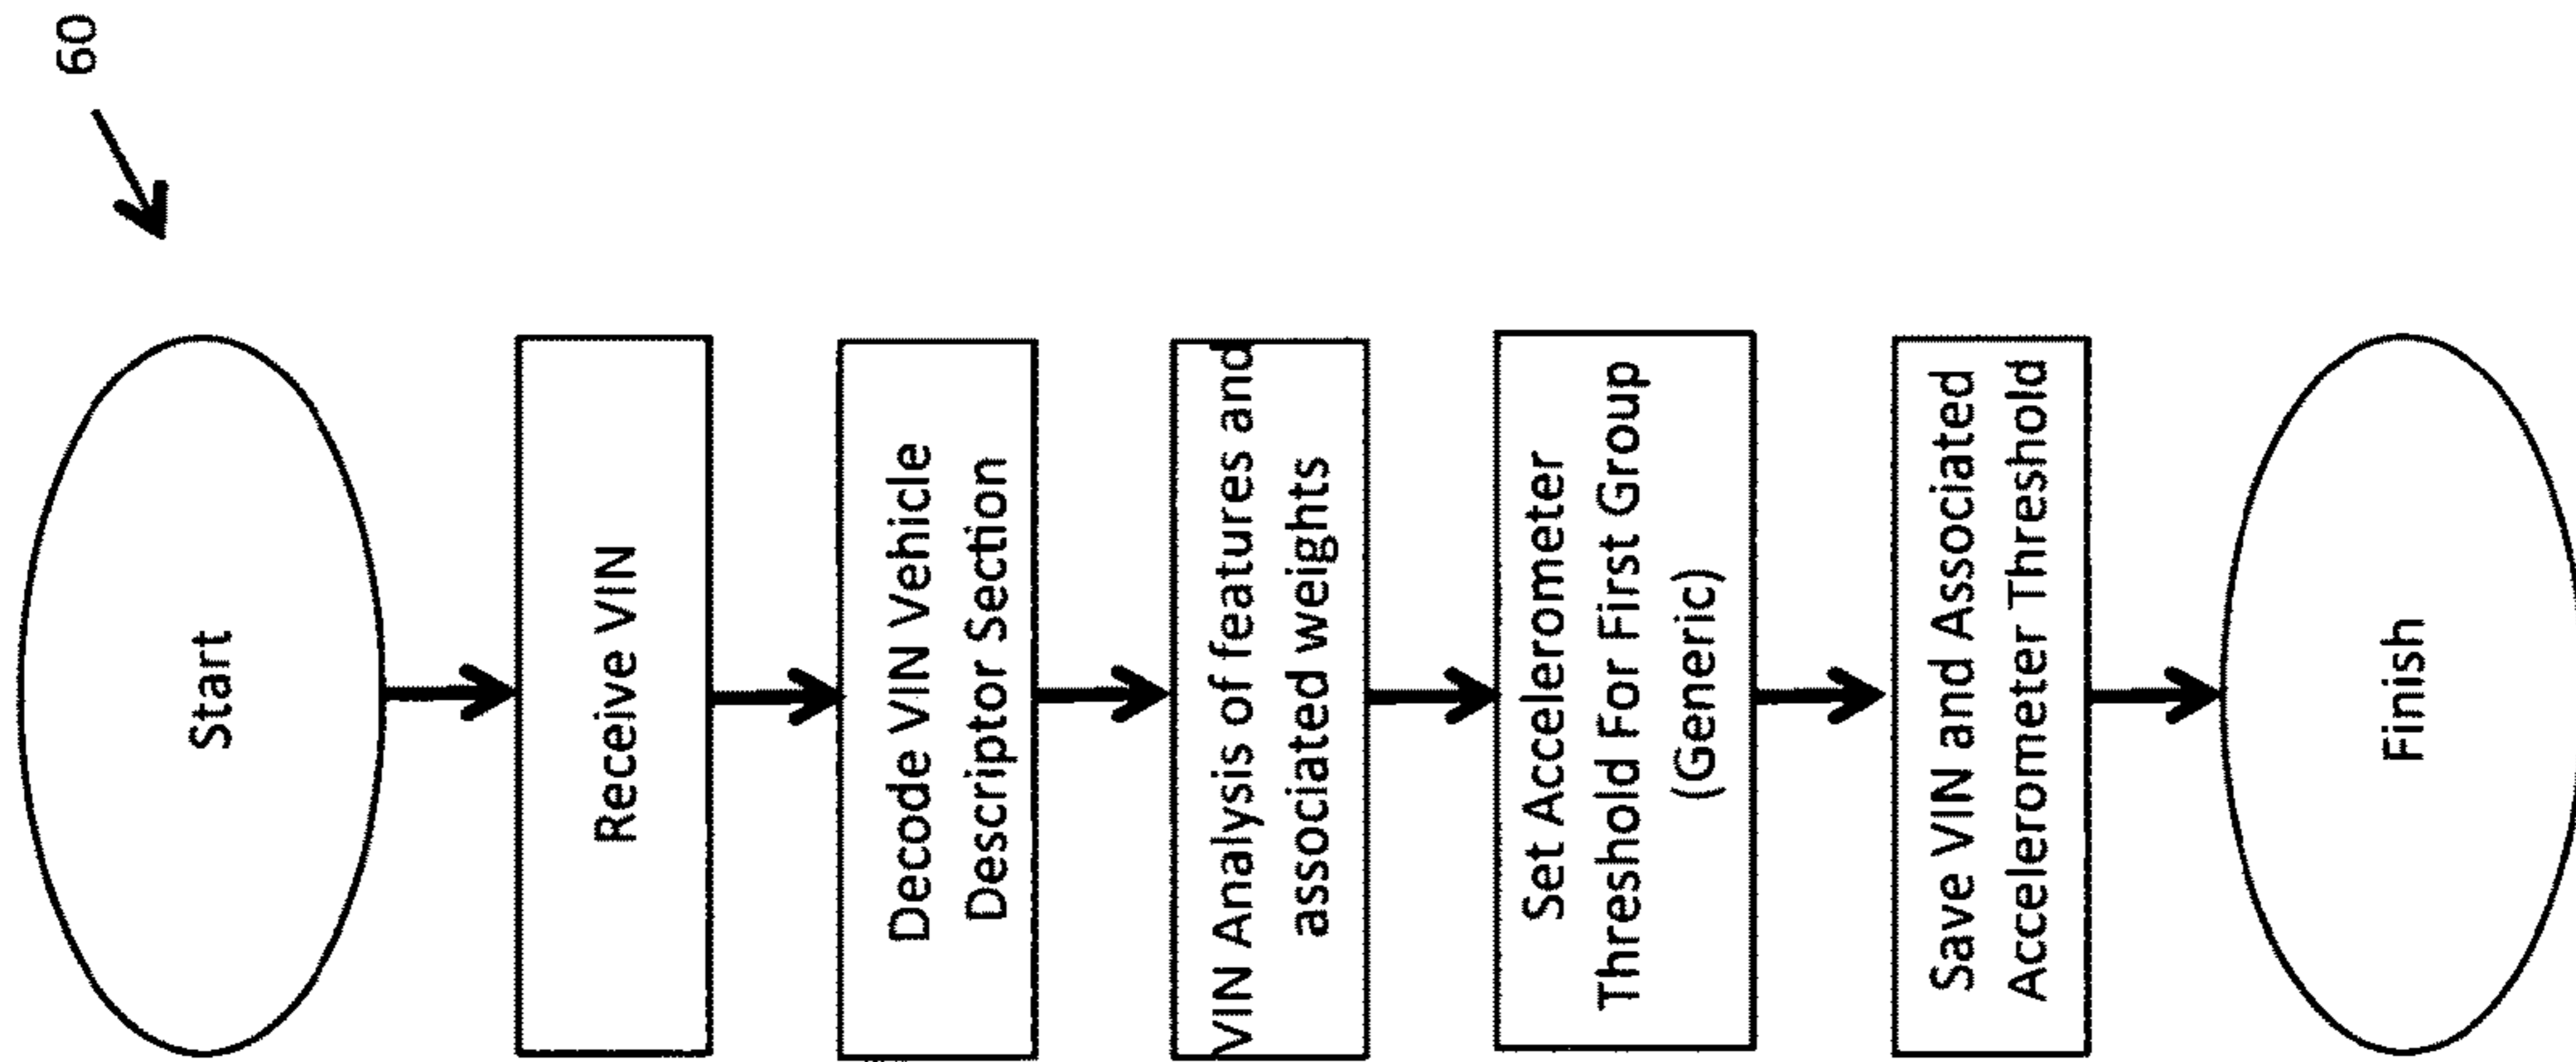 60
Start
Receive VIN
Decode VIN Vehicle
Descriptor Section
VIN Analysis of features and
associated weights
Set Accelerometer
Threshold For First Group
(Generic)
Save VIN and Associated
Accelerometer Threshold
Finish